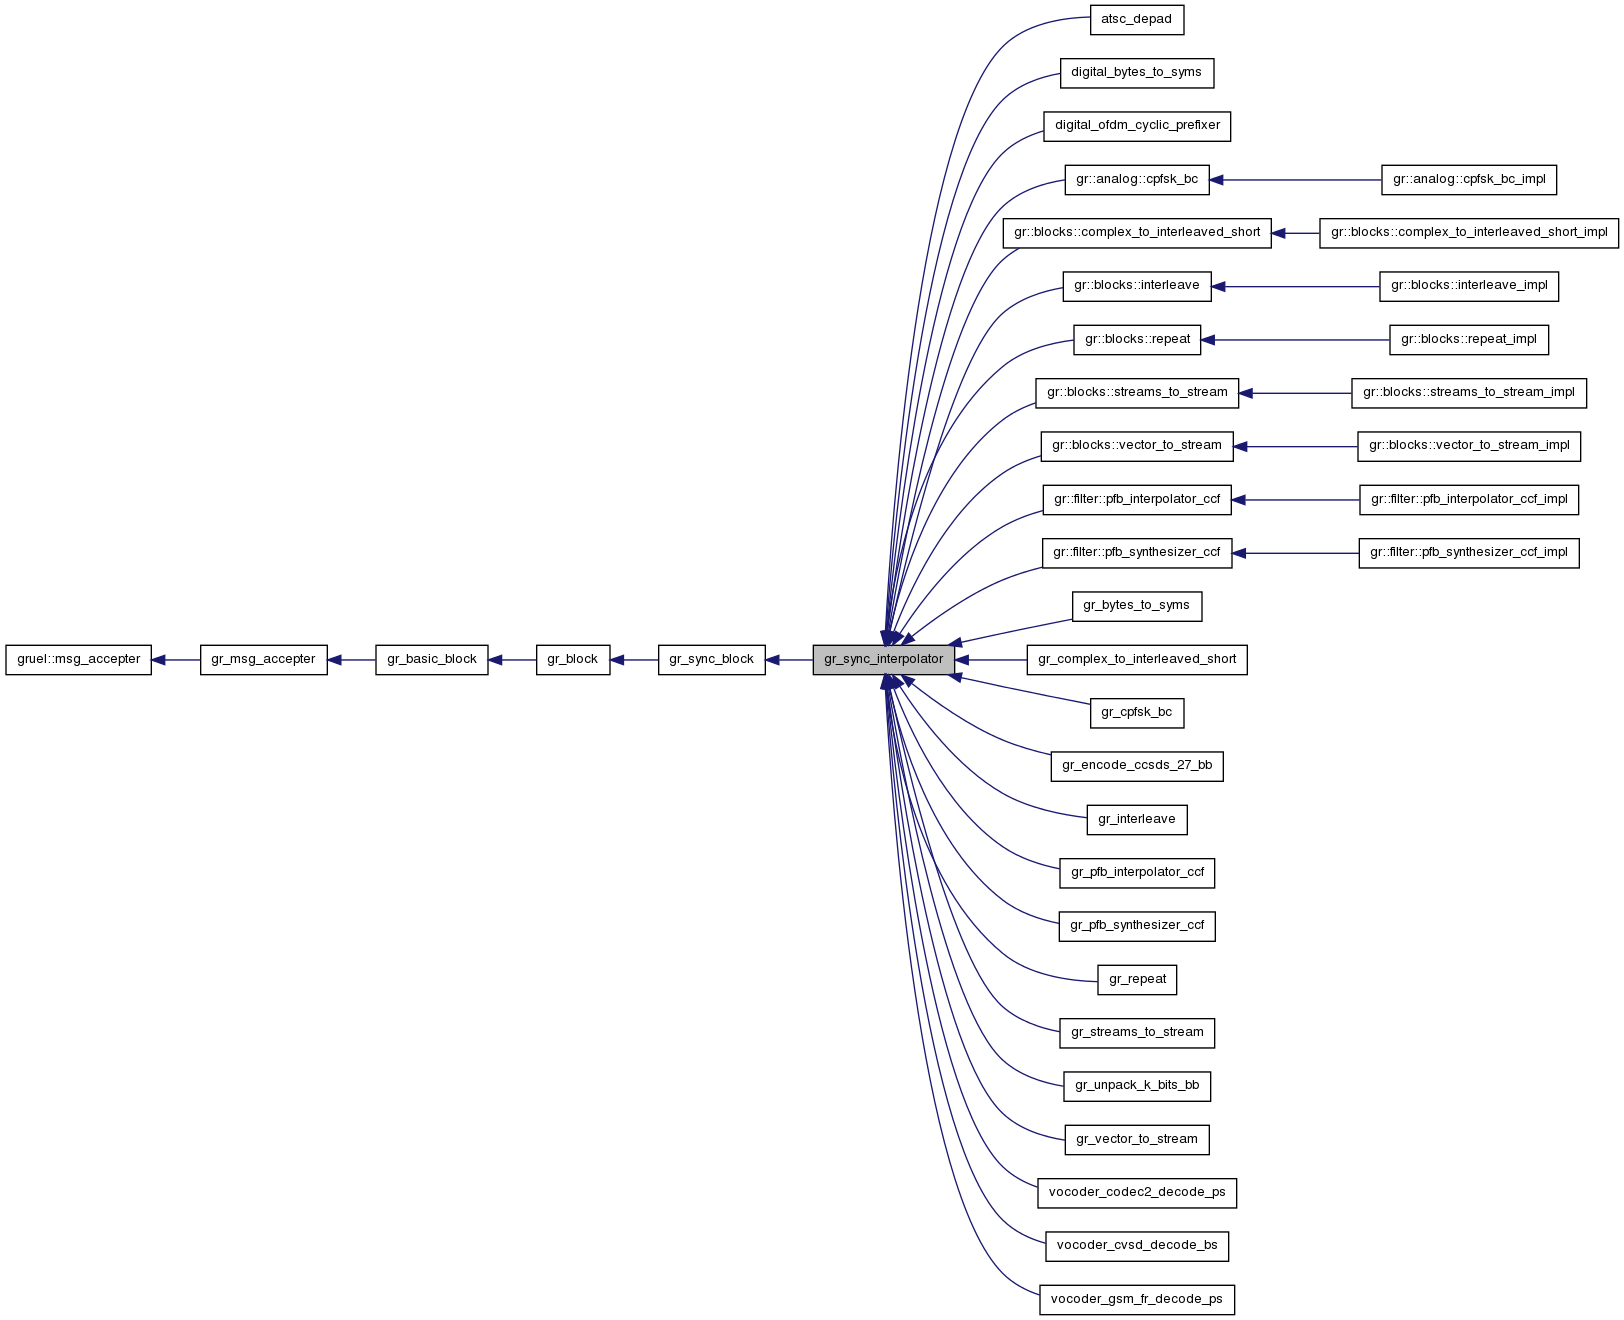 atsc_depad
digital_bytes_to_syms
digital_ofdm_cyclic_prefixer
gr::analog::cpfsk_bc
gr::analog::cpfsk_bc_impl
gr::blocks::complex_to_interleaved_short
gr::blocks::complex_to_interleaved_short_impl
gr::blocks::interleave
gr::blocks::interleave_impl
gr::blocks::repeat
gr::blocks::repeat_impl
gr::blocks::streams_to_stream
gr::blocks::streams_to_stream_impl
gr::blocks::vector_to_stream
gr::blocks::vector_to_stream_impl
gr::filter::pfb_interpolator_ccf
gr::filter::pfb_interpolator_ccf_impl
gr::filter::pfb_synthesizer_ccf
gr::filter::pfb_synthesizer_ccf_impl
gr_bytes_to_syms
gruel::msg_accepter
gr_msg_accepter
gr_basic_block
gr_block
gr_sync_block
gr_sync_interpolator
gr_complex_to_interleaved_short
gr_cpfsk_bc
gr_encode_ccsds_27_bb
gr_interleave
gr_pfb_interpolator_ccf
gr_pfb_synthesizer_ccf
gr_repeat
gr_streams_to_stream
gr_unpack_k_bits_bb
gr_vector_to_stream
vocoder_codec2_decode_ps
vocoder_cvsd_decode_bs
vocoder_gsm_fr_decode_ps